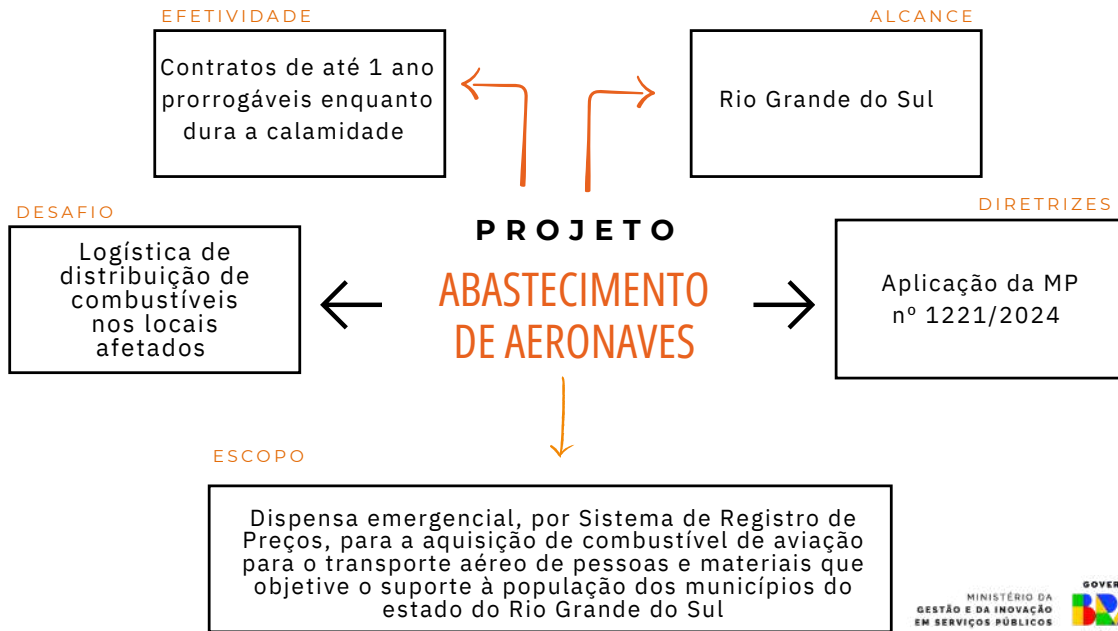 EFETIVIDADE
Contratos de até 1 ano
prorrogáveis enquanto
dura a calamidade
ALCANCE
Rio Grande do Sul
DESAFIO
Logística de
distribuição de
combustíveis
nos locais
afetados
PROJETO
ABASTECIMENTO
DE AERONAVES
DIRETRIZES
Aplicação da MP
nº 1221/2024
ESCOPO
Dispensa emergencial, por Sistema de Registro de
Preços, para a aquisição de combustível de aviação
para o transporte aéreo de pessoas e materiais que
objetive o suporte à população dos municípios do
estado do Rio Grande do Sul
MINISTÉRIO DA
GESTÃO E DA INOVAÇÃO
EM SERVIÇOS PÚBLICOS